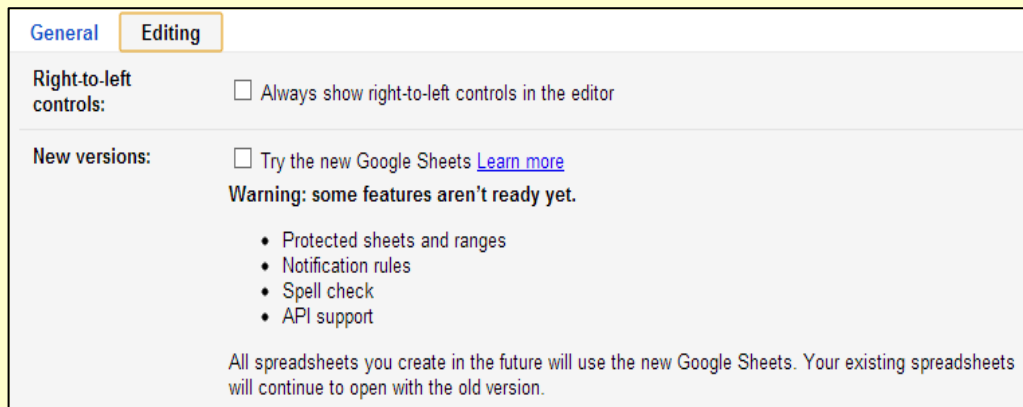 General Editing
Right-to-left
controls:
Always show right-to-left controls in the editor
New versions:
Try the new Google Sheets Learn more
Warning: some features aren't ready yet.
• Protected sheets and ranges
• Notification rules
• Spell check
• API support
All spreadsheets you create in the future will use the new Google Sheets. Your existing spreadsheets
will continue to open with the old version.